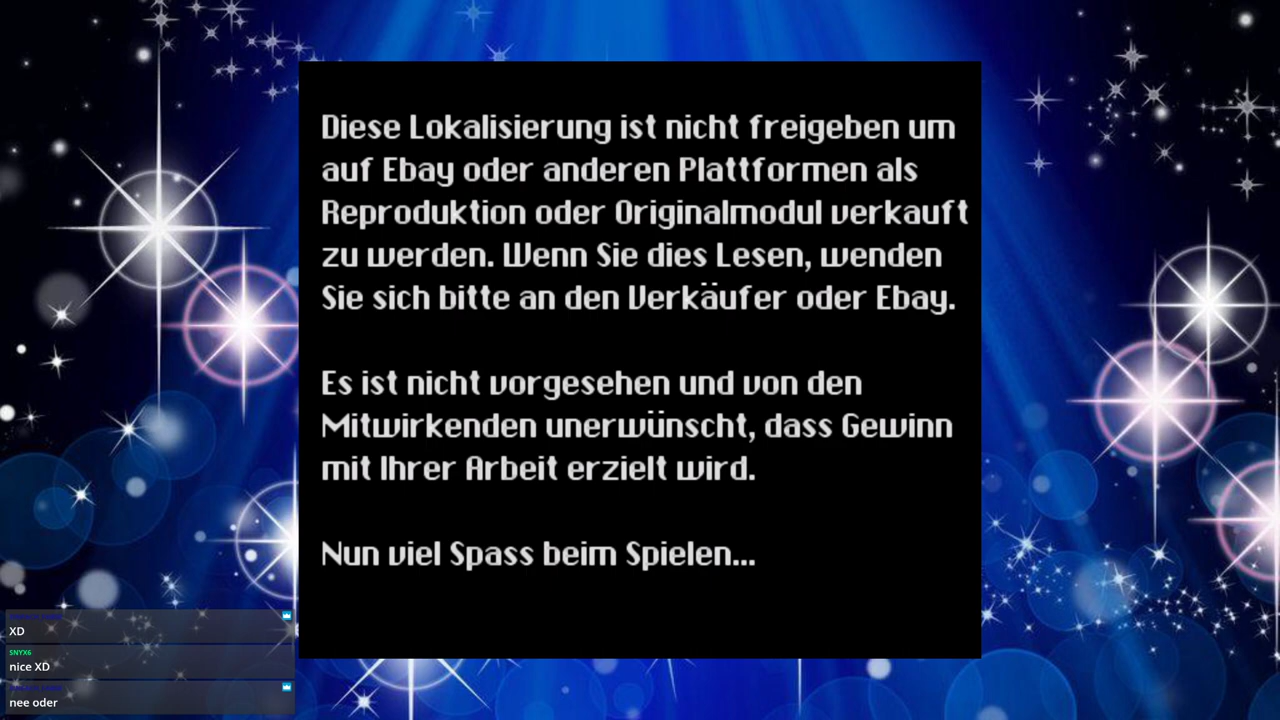 Diese Lokalisierung ist nicht freigeben um
auf Ebay oder anderen Plattformen als
Reproduktion oder Originalmodul verkauft
zu werden. Wenn Sie dies Lesen, wenden
Sie sich bitte an den Verkäufer oder Ebay.
Es ist nicht vorgesehen und von den
Mitwirkenden unerwünscht, dass Gewinn
mit Ihrer Arbeit erzielt wird.
Nun viel Spass beim Spielen...
XD
SNYX6
nice XD
nee oder